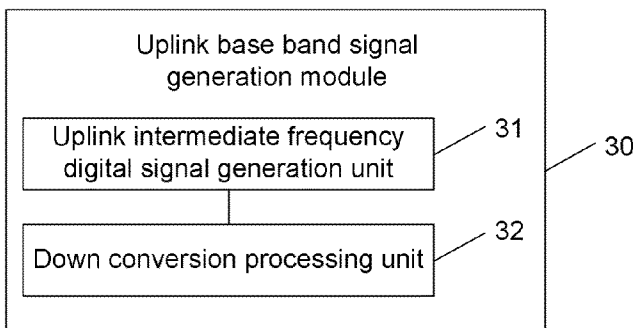 Uplink base band signal
generation module
Uplink intermediate frequency
digital signal generation unit
31
30
32
Down conversion processing unit